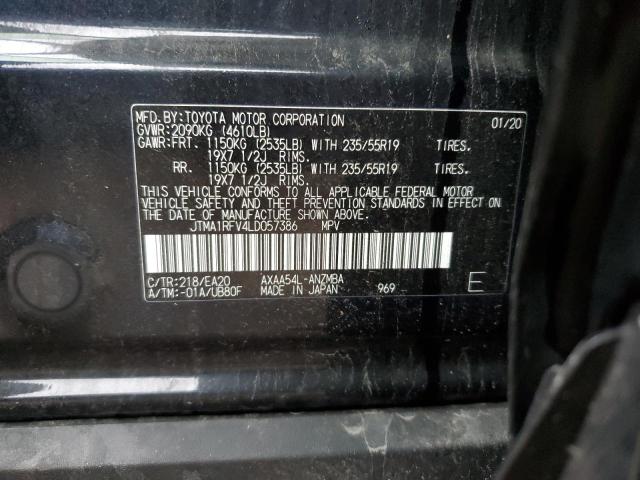 MFD.BY:TOYOTA MOTOR CORPORATION 01/20
GVWR:2090KG (4610LB)
GAWR:FRT. 1150KG (2535LB) WITH 235/55R19 TIRES.
19X7 1/2J RIMS.
RR. 1150KG (2535LB) WITH 235/55R19 TIRES.
19X7 1/2J RIMS.
THIS VEHICLE CONFORMS TO ALL APPLICABLE FEDERAL MOTOR
VEHICLE SAFETY AND THEFT PREVENTION STANDARDS IN EFFECT
ON THE DATE OF MANUFACTURE SHOWN ABOVE.
JTMA1RFV4LD057386 MPV
C/TR:218/EA20 AXAA54L-ANZMBA E
A/TM:-01A/UB80F MADE IN JAPAN 969